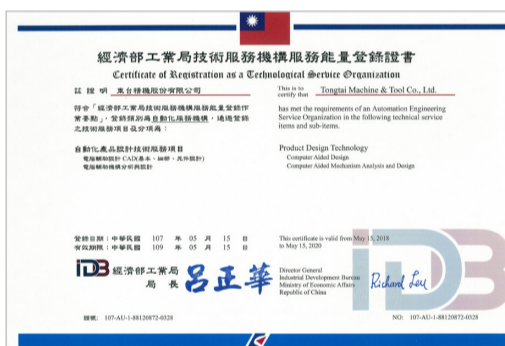 經濟部工業局技術服務機構服務能量登錄證書
Certificate of Registration as a Technological Service Organization
茲證明 東台精機股份有限公司
符合「經濟部工業局技術服務機構服務能量登錄作
業要點」，登錄類別為自動化服務機構，通過登錄
之技術服務項目及分項為：
自動化產品設計技術服務項目
電腦輔助設計CAD(基本、細部、元件設計)
電腦輔助機構分析與設計
This is to
certify that Tongtai Machine & Tool Co., Ltd.
has met the requirements of an Automation Engineering
Service Organization in the following technical service
items and sub-items.
Product Design Technology
Computer Aided Design
Computer Aided Mechanism Analysis and Design
登錄日期：中華民國 107 年 05 月 15 日
有效期限：中華民國 109 年 05 月 15 日
This certificate is valid from May 15, 2018
to May 15, 2020
IDB 經濟部工業局
局長 呂正華
Director General
Industrial Development Bureau
Ministry of Economic Affairs
Republic of China
Richard Leu
IDB
證號：107-AU-1-88120872-0328
NO: 107-AU-1-88120872-0328